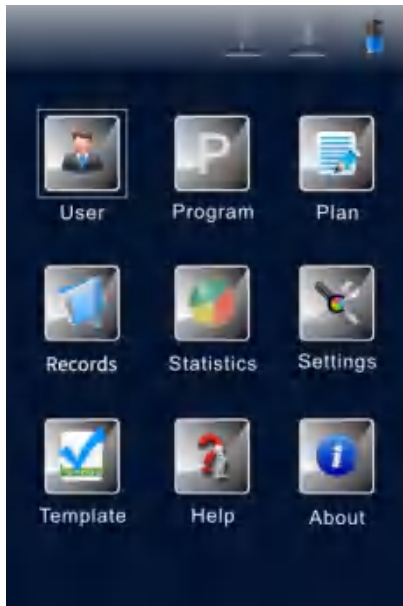 User Program Plan
Records Statistics Settings
Template Help About